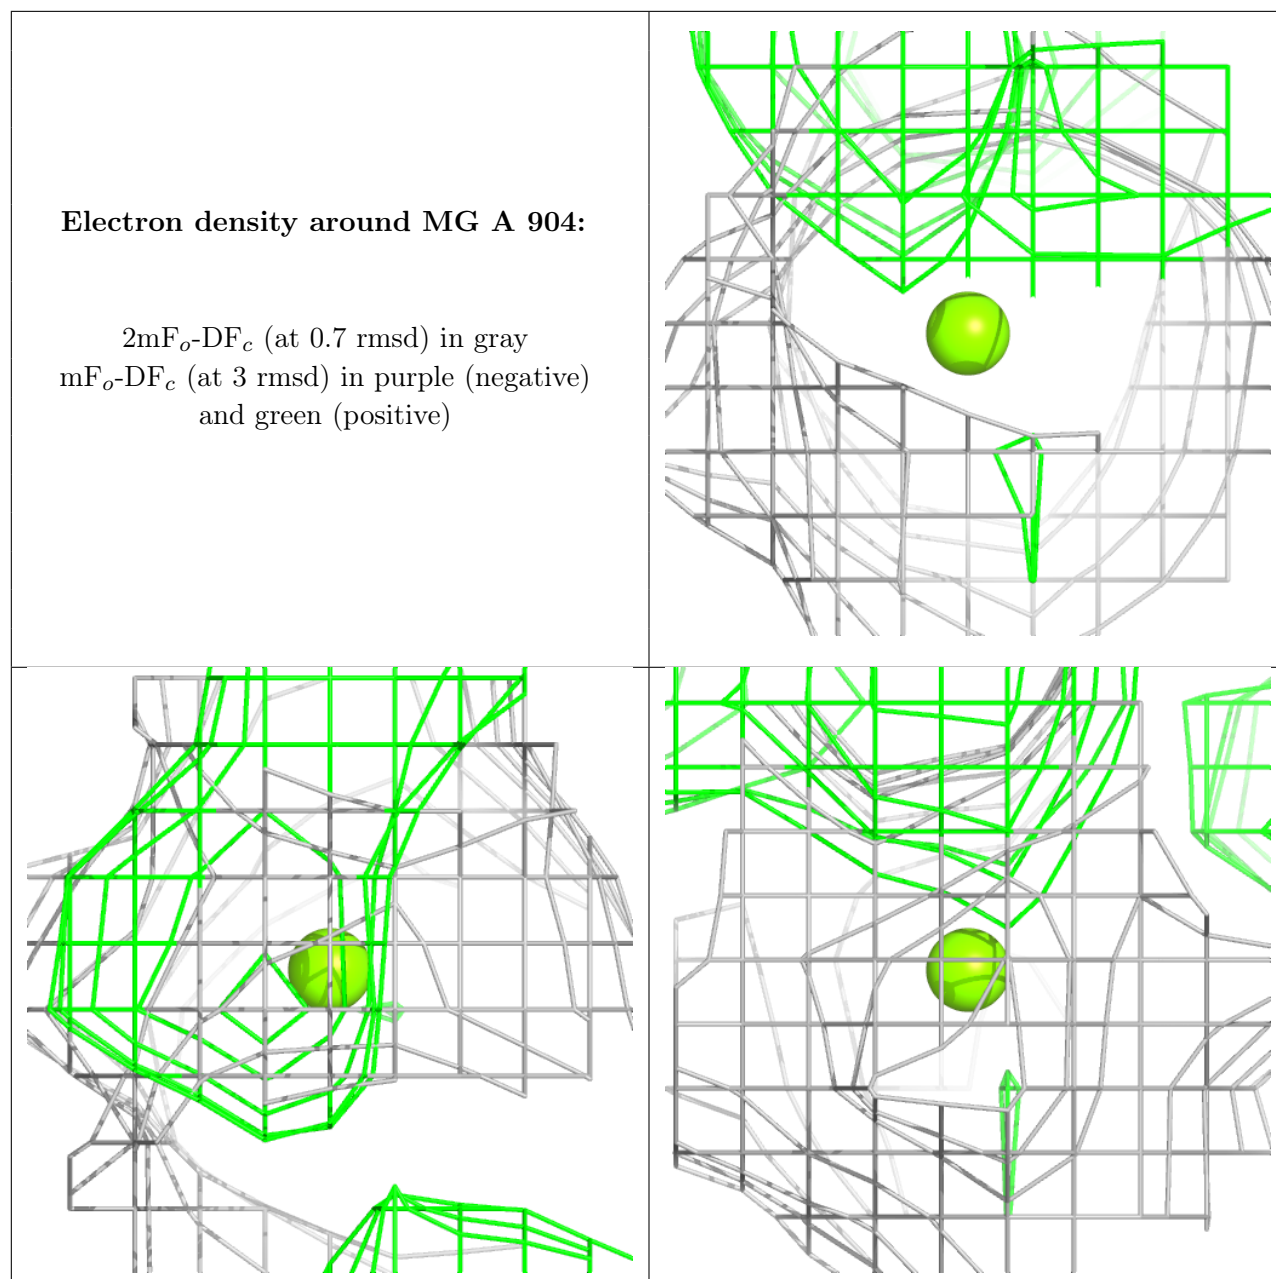 Electron density around MG A 904:
2mFo-DFc (at 0.7 rmsd) in gray
mFo-DFc (at 3 rmsd) in purple (negative)
and green (positive)